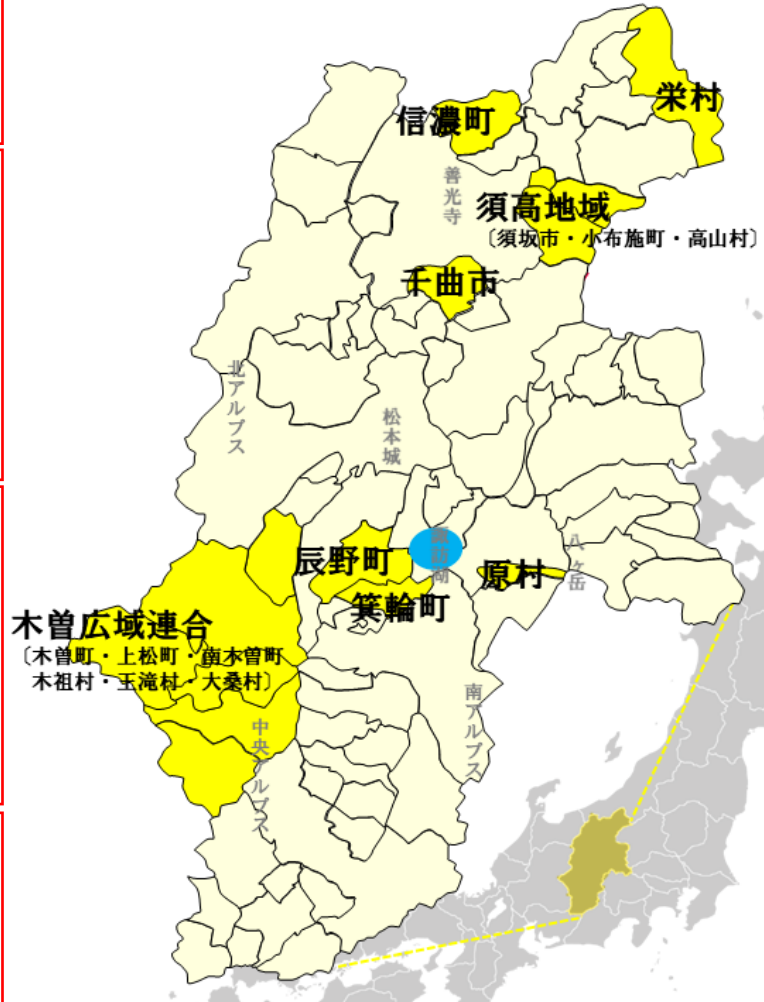 栄村
信濃町
善光寺
須高地域
〔須坂市・小布施町・高山村〕
千曲市
北アルプス
松本城
諏訪湖
八ヶ岳
辰野町
原村
箕輪町
木曽広域連合
〔木曽町・上松町・南木曽町
木祖村・王滝村・大桑村〕
南アルプス
中央アルプス